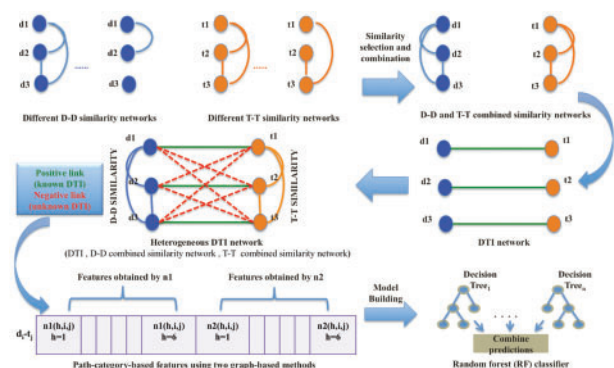 d1
d2
d3
d1
d2
d3
......
t1
t2
t3
t1
t2
t3
......
Different D-D similarity networks
Different T-T similarity networks
Similarity
selection and
combination
d1
d2
d3
t1
t2
t3
D-D and T-T combined similarity networks
Positive link
(known DTI)
Negative link
(unknown DTI)
D-D SIMILARITY
d1
d2
d3
t1
t2
t3
T-T SIMILARITY
Heterogeneous DTI network
(DTI , D-D combined similarity network , T-T combined similarity network)
d1
d2
d3
t1
t2
t3
DTI network
Features obtained by n1
Features obtained by n2
di-tj
n1(h,i,j)
h=1
n1(h,i,j)
h=6
n2(h,i,j)
h=1
n2(h,i,j)
h=6
Path-category-based features using two graph-based methods
Model
Building
Decision
Tree1
Decision
Treen
. . . .
Combine
predictions
Random forest (RF) classifier